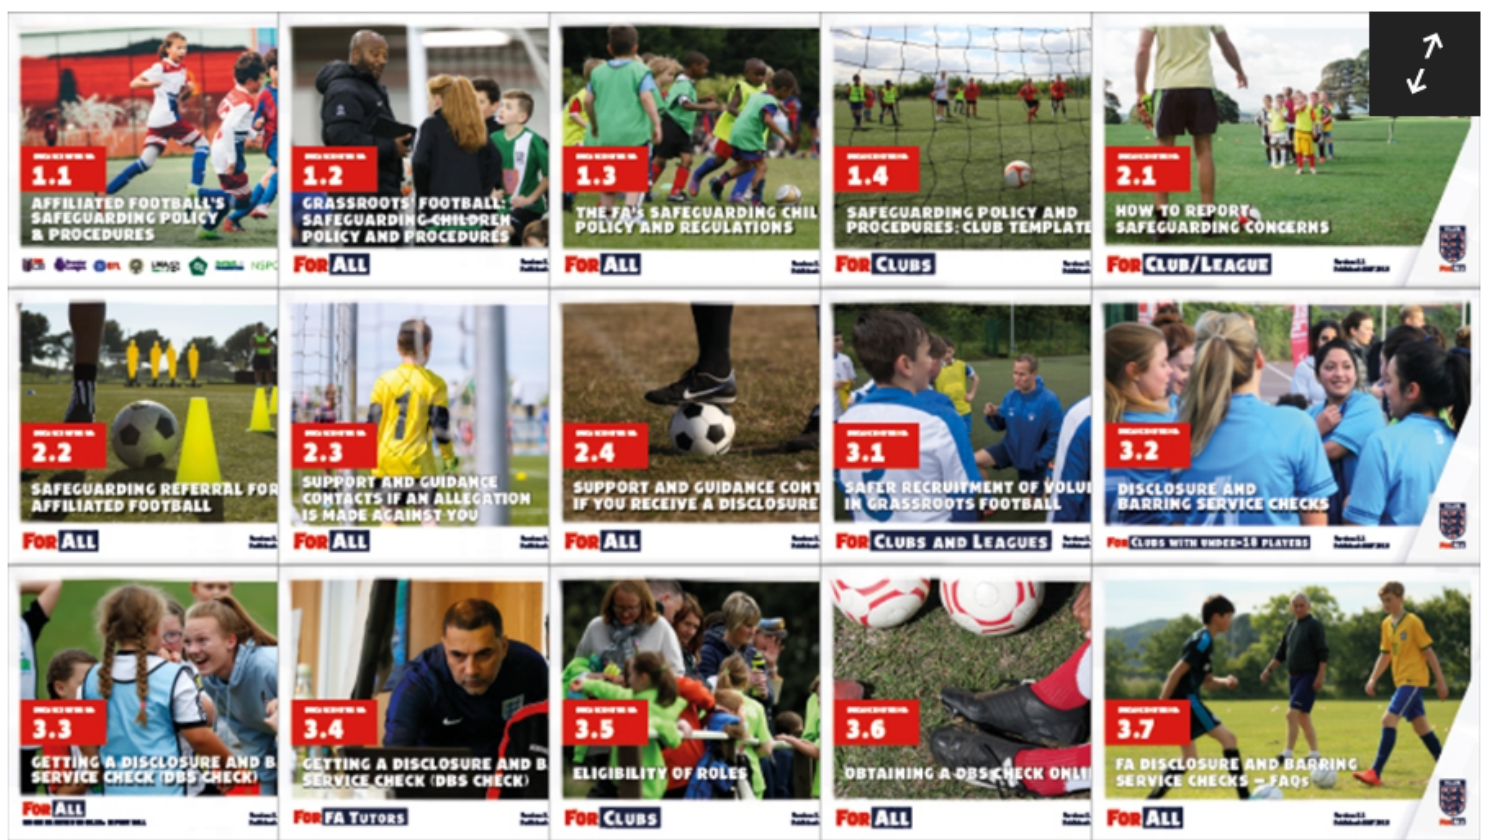 1.1
AFFILIATED FOOTBALL'S
SAFEGUARDING POLICY
& PROCEDURES
EFL
NSPC
1.2
GRASSROOTS' FOOTBALL:
SAFEGUARDING CHILDREN
POLICY AND PROCEDURES
FOR ALL
1.3
THE FA's SAFEGUARDING CHIL
POLICY AND REGULATIONS
FOR ALL
1.4
SAFEGUARDING POLICY AND
PROCEDURES: CLUB TEMPLATE
FOR CLUBS
2.1
HOW TO REPORT
SAFEGUARDING CONCERNS
FOR CLUB/LEAGUE
2.2
SAFEGUARDING REFERRAL FOR
AFFILIATED FOOTBALL
FOR ALL
2.3
1
SUPPORT AND GUIDANCE
CONTACTS IF AN ALLEGATION
IS MADE AGAINST YOU
FOR ALL
2.4
SUPPORT AND GUIDANCE CONT
IF YOU RECEIVE A DISCLOSURE
FOR ALL
3.1
SAFER RECRUITMENT OF VOLU
IN GRASSROOTS FOOTBALL
FOR CLUBS AND LEAGUES
3.2
DISCLOSURE AND
BARRING SERVICE CHECKS
FOR CLUBS WITH UNDER-18 PLAYERS
3.3
GETTING A DISCLOSURE AND B
SERVICE CHECK (DBS CHECK)
FOR ALL
3.4
GETTING A DISCLOSURE AND B
SERVICE CHECK (DBS CHECK)
FOR FA TUTORS
3.5
ELIGIBILITY OF ROLES
FOR CLUBS
3.6
OBTAINING A DBS CHECK ONLI
FOR ALL
3.7
FA DISCLOSURE AND BARRING
SERVICE CHECKS – FAQs
FOR ALL